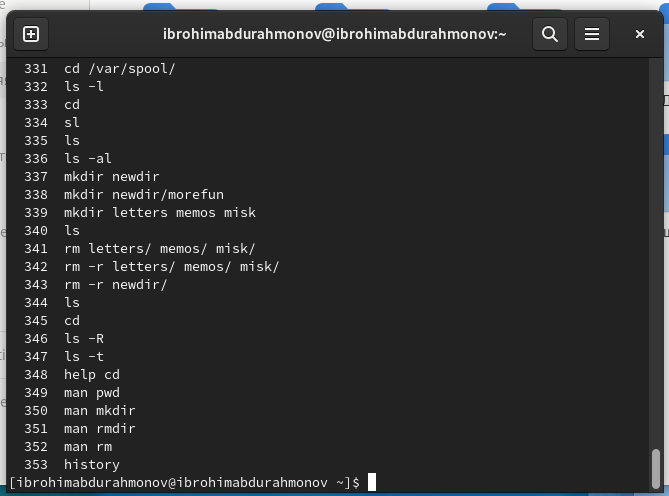 ibrohimabdurahmonov@ibrohimabdurahmonov:~
331 cd /var/spool/
332 ls -l
333 cd
334 sl
335 ls
336 ls -al
337 mkdir newdir
338 mkdir newdir/morefun
339 mkdir letters memos misk
340 ls
341 rm letters/ memos/ misk/
342 rm -r letters/ memos/ misk/
343 rm -r newdir/
344 ls
345 cd
346 ls -R
347 ls -t
348 help cd
349 man pwd
350 man mkdir
351 man rmdir
352 man rm
353 history
[ibrohimabdurahmonov@ibrohimabdurahmonov ~]$